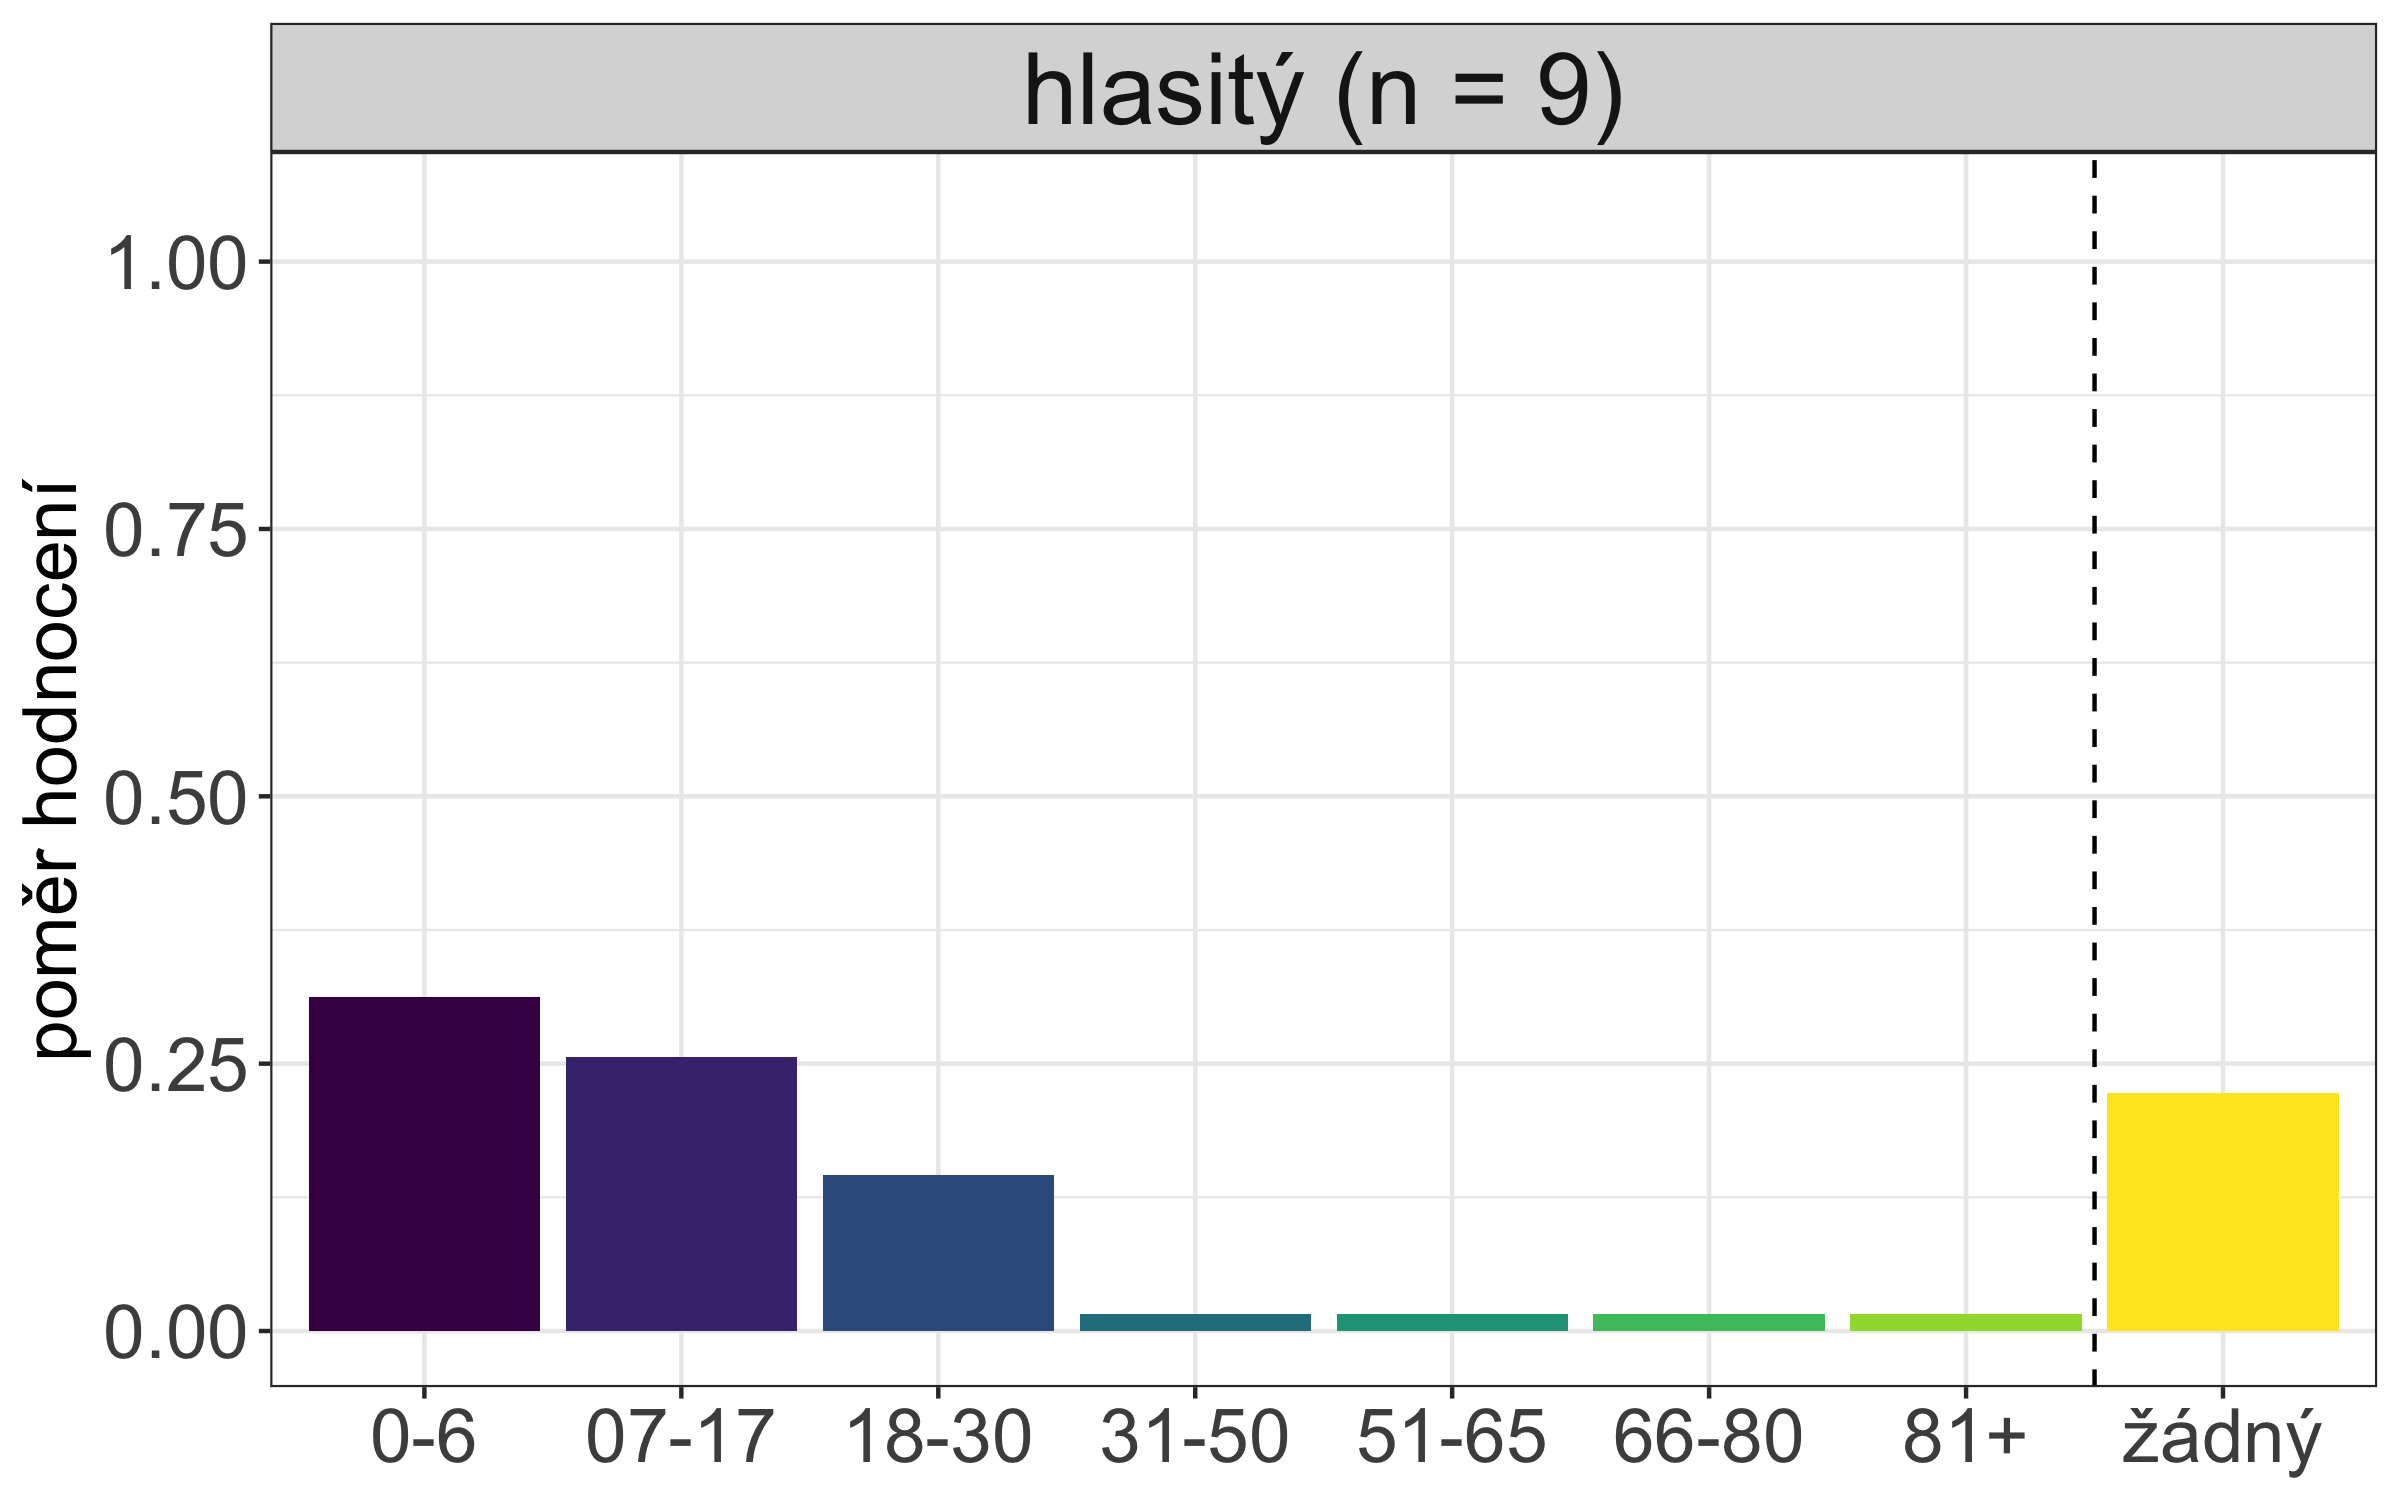 hlasitý (n = 9)
poměr hodnocení
1.00
0.75
0.50
0.25
0.00
0-6 07-17 18-30 31-50 51-65 66-80 81+ žádný